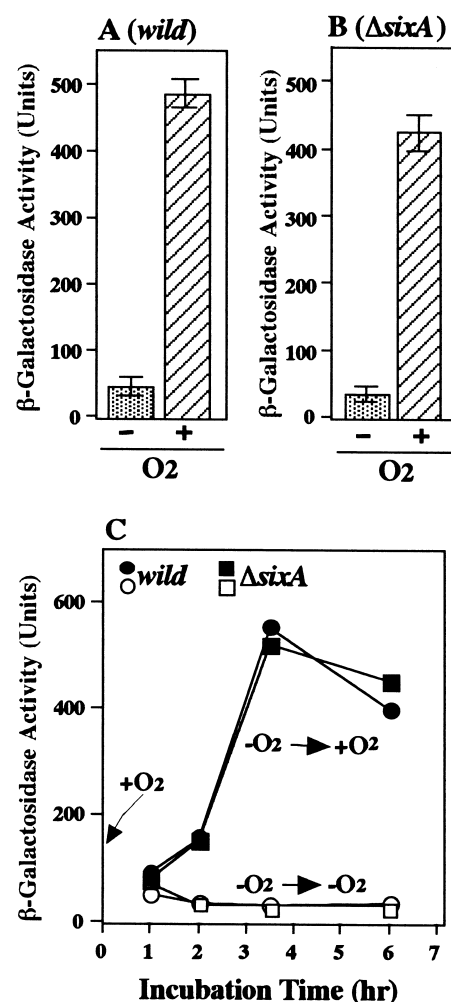 A (wild)
β-Galactosidase Activity (Units)
500
400
300
200
100
0
- +
O2
B (ΔsixA)
β-Galactosidase Activity (Units)
500
400
300
200
100
0
- +
O2
C
wild ΔsixA
β-Galactosidase Activity (Units)
600
400
200
0
+O2
-O2 +O2
-O2 -O2
0 1 2 3 4 5 6 7
Incubation Time (hr)